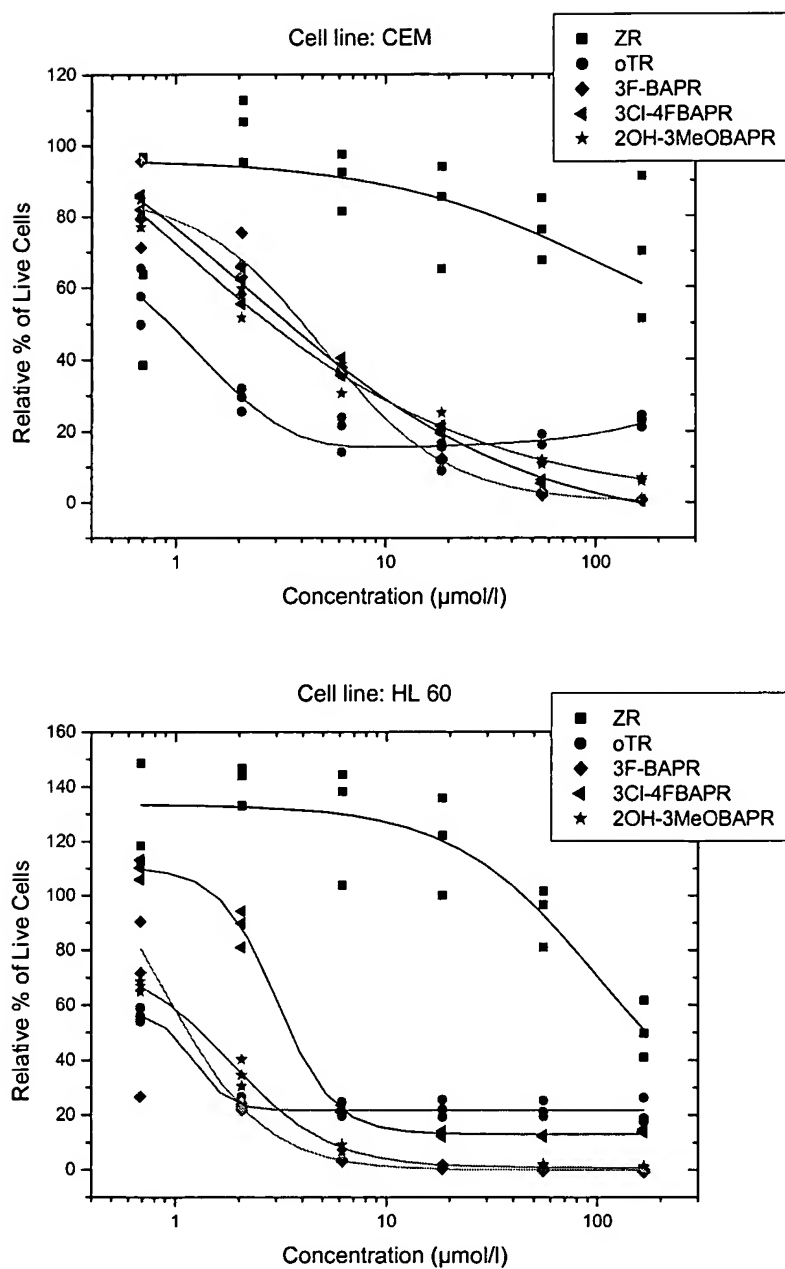 Cell line: CEM
ZR
oTR
3F-BAPR
3Cl-4FBAPR
2OH-3MeOBAPR
Relative % of Live Cells
120
100
80
60
40
20
0
1
10
100
Concentration (µmol/l)
Cell line: HL 60
ZR
oTR
3F-BAPR
3Cl-4FBAPR
2OH-3MeOBAPR
Relative % of Live Cells
160
140
120
100
80
60
40
20
0
1
10
100
Concentration (µmol/l)